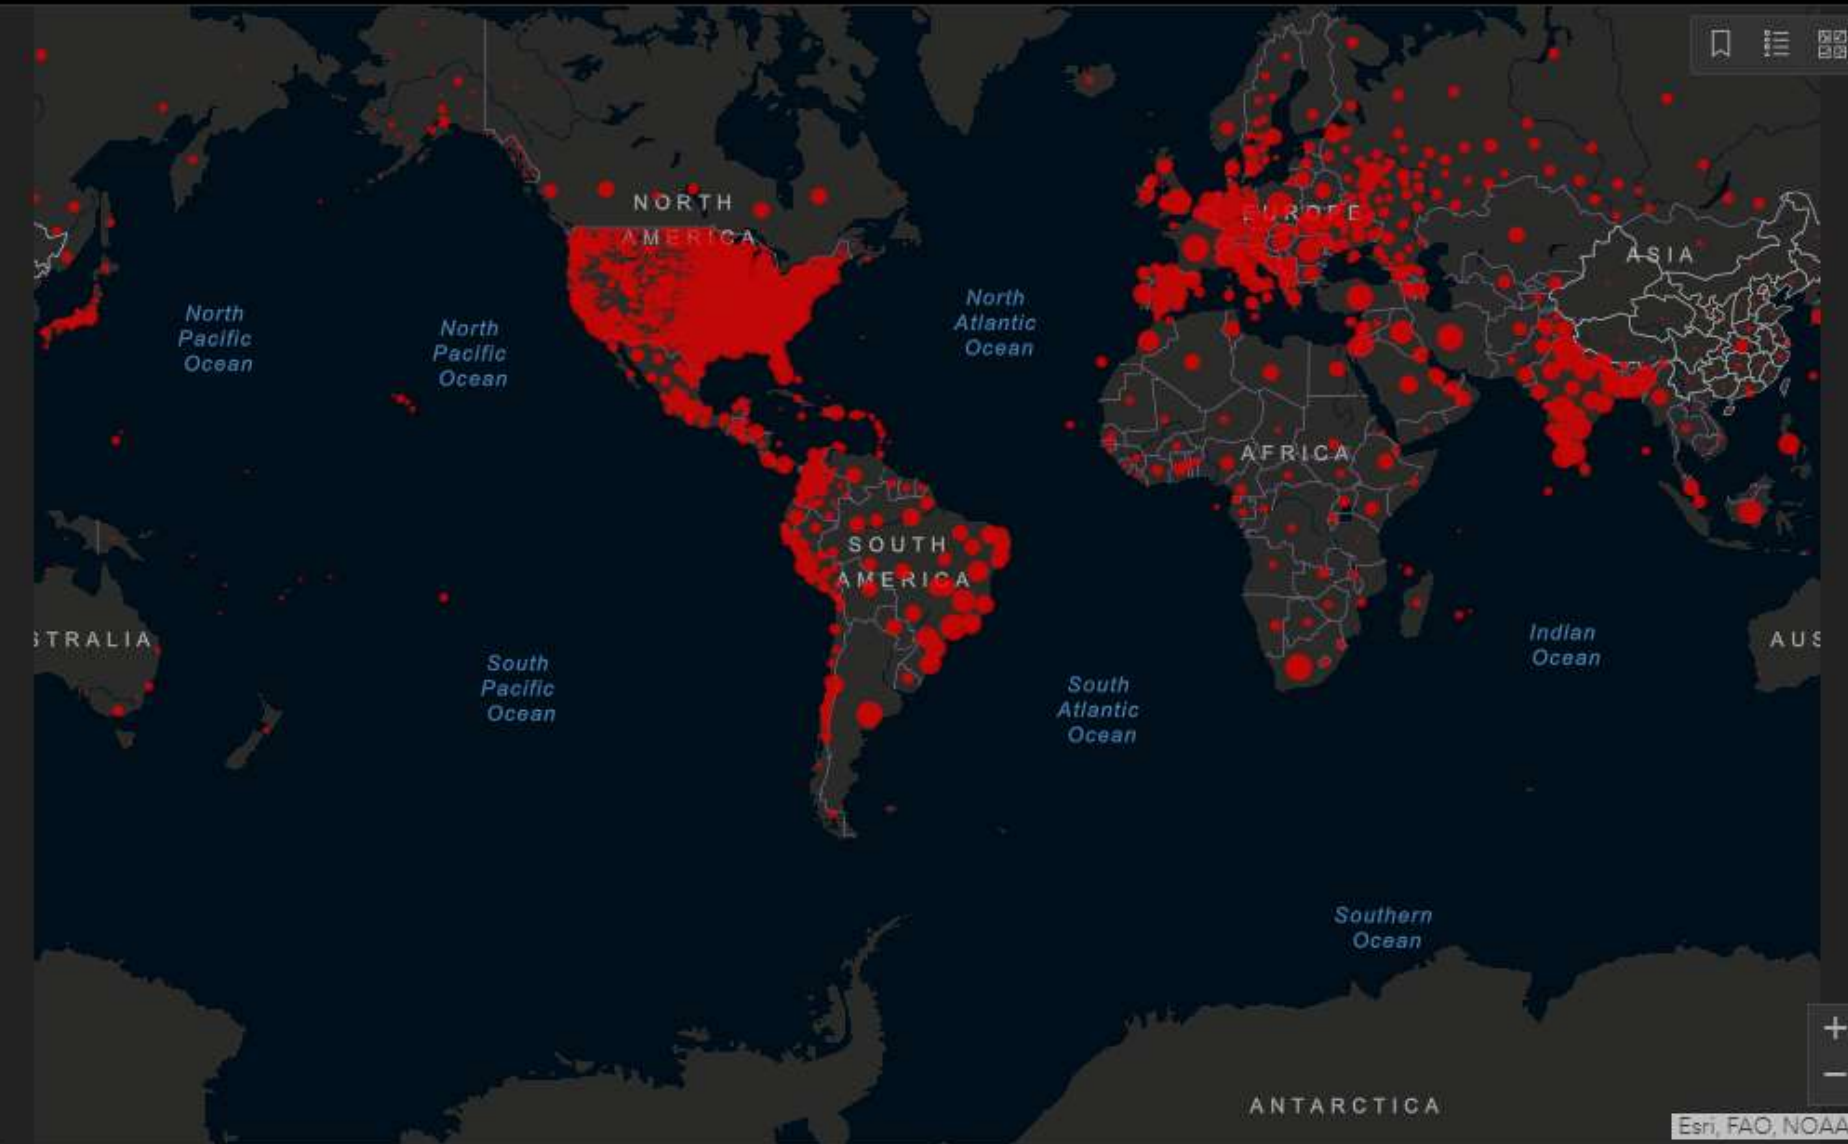 NORTH
AMERICA
EUROPE
ASIA
North
Pacific
Ocean
North
Pacific
Ocean
North
Atlantic
Ocean
AFRICA
SOUTH
AMERICA
STRALIA
South
Pacific
Ocean
South
Atlantic
Ocean
Indian
Ocean
AUS
Southern
Ocean
ANTARCTICA
+
−
Esri, FAO, NOAA